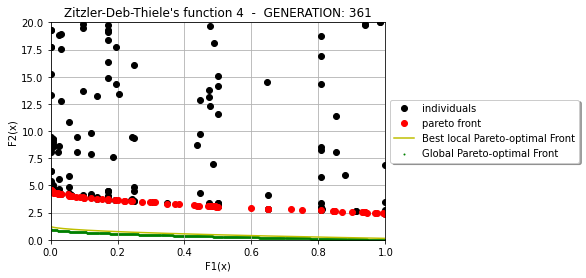 Zitzler-Deb-Thiele's function 4 - GENERATION: 361
20.0
17.5
15.0
12.5
10.0
7.5
5.0
2.5
0.0
F2(x)
0.0 0.2 0.4 0.6 0.8 1.0
F1(x)
individuals
pareto front
Best local Pareto-optimal Front
Global Pareto-optimal Front